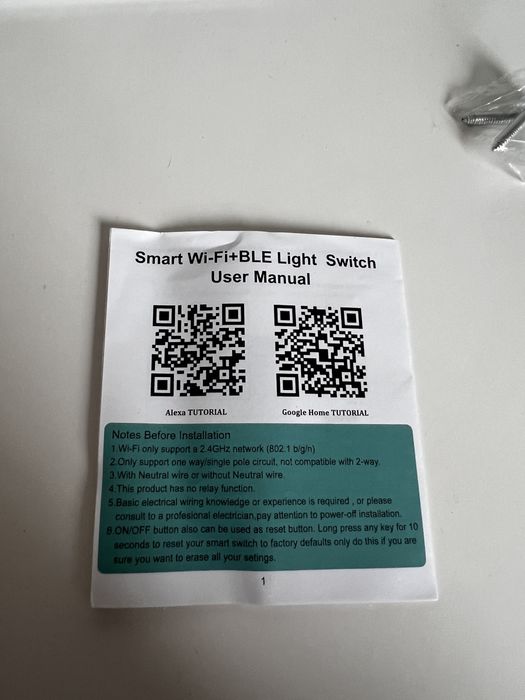 Smart Wi-Fi+BLE Light Switch
User Manual
Alexa TUTORIAL
Google Home TUTORIAL
Notes Before Installation
1.Wi-Fi only support a 2.4GHz network (802.1 b/g/n)
2.Only support one way/single pole circuit, not compatible with 2-way.
3.With Neutral wire or without Neutral wire.
4.This product has no relay function.
5.Basic electrical wiring knowledge or experience is required , or please
consult to a profesional electrician,pay attention to power-off installation.
8.ON/OFF button also can be used as reset button. Long press any key for 10
seconds to reset your smart switch to factory defaults only do this if you are
sure you want to erase all your setings.
1